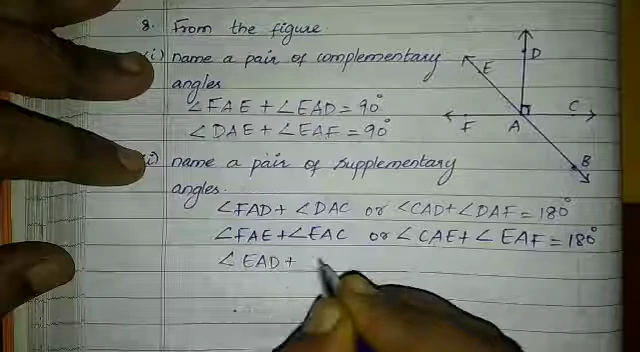 8. From the figure.
(i) name a pair of complementary
angles
∠FAE + ∠EAD = 90°
∠DAE + ∠EAF = 90°
name a pair of supplementary
angles.
∠FAD + ∠DAC or ∠CAD + ∠DAF = 180°
∠FAE + ∠EAC or ∠CAE + ∠EAF = 180°
∠EAD +
D
E
F
A
C
B